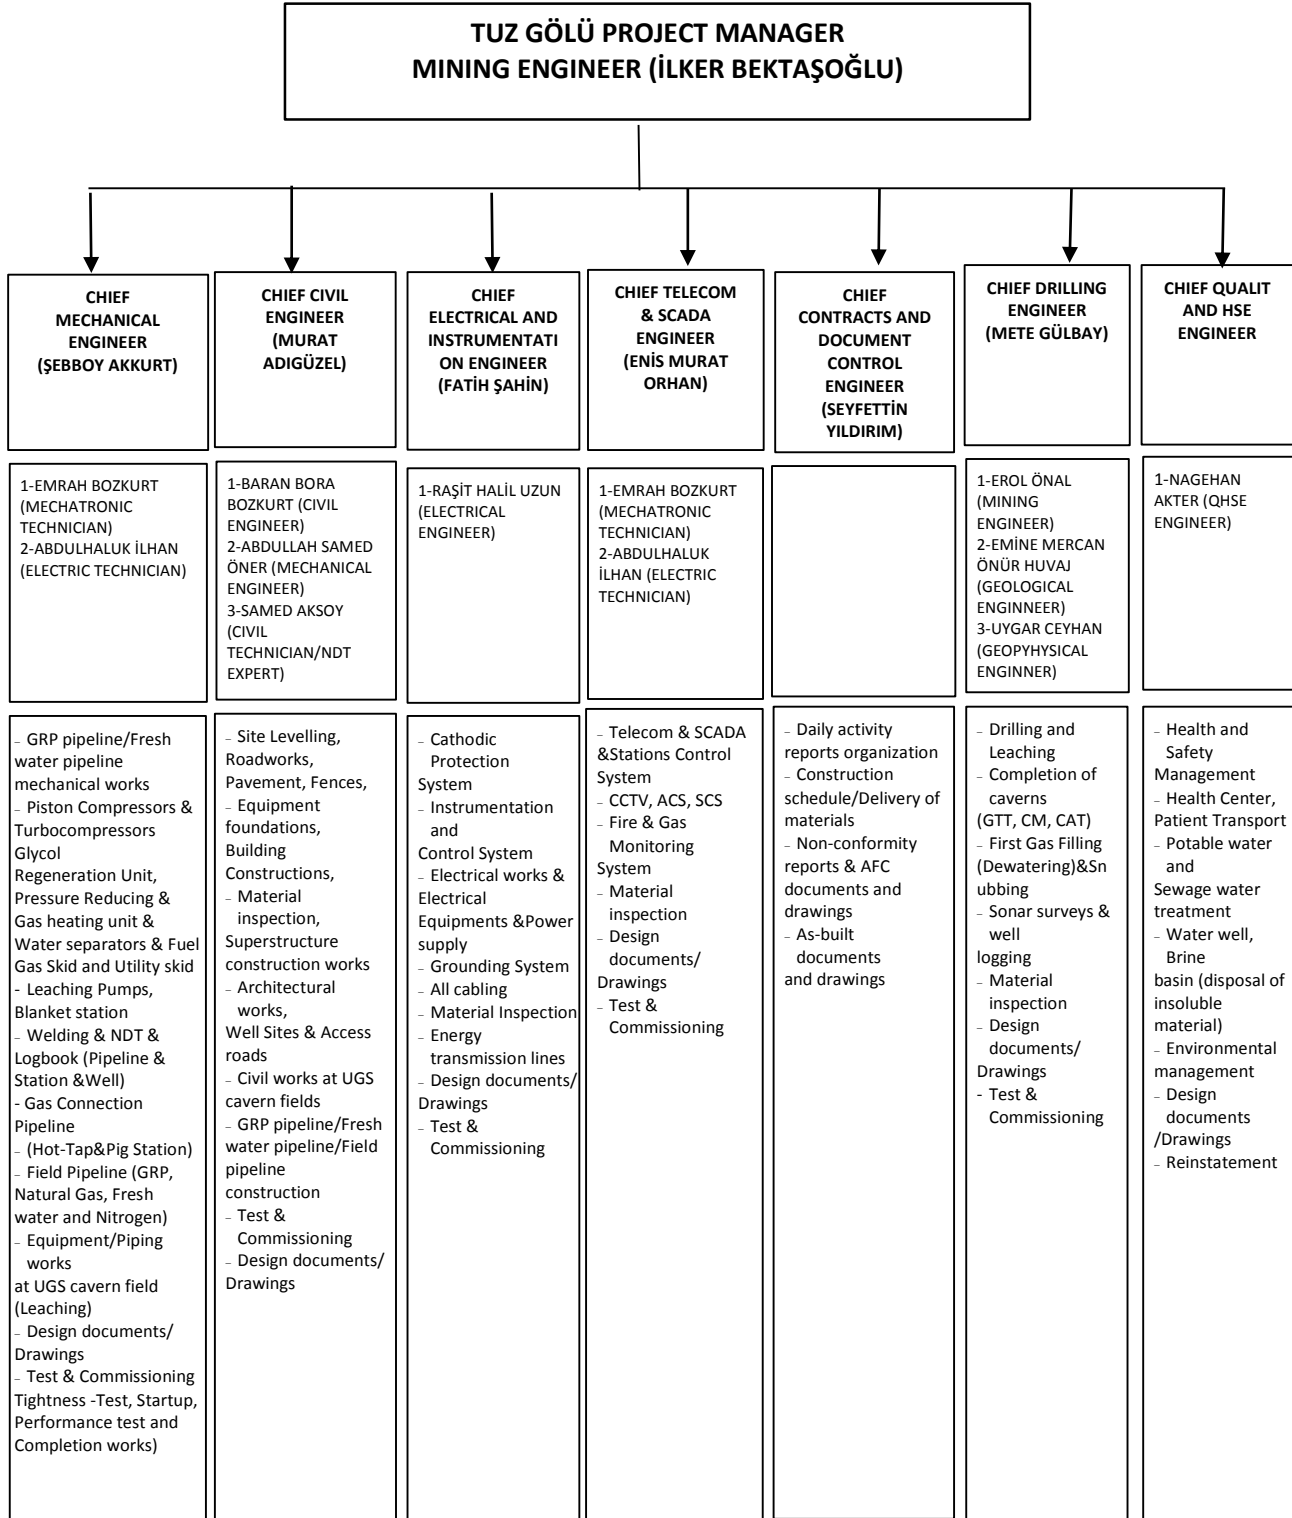 TUZ GÖLÜ PROJECT MANAGER
MINING ENGINEER (İLKER BEKTAŞOĞLU)
CHIEF
MECHANICAL
ENGINEER
(ŞEBBOY AKKURT)
CHIEF CIVIL
ENGINEER
(MURAT
ADIGÜZEL)
CHIEF
ELECTRICAL AND
INSTRUMENTATI
ON ENGINEER
(FATİH ŞAHİN)
CHIEF TELECOM
& SCADA
ENGINEER
(ENİS MURAT
ORHAN)
CHIEF
CONTRACTS AND
DOCUMENT
CONTROL
ENGINEER
(SEYFETTİN
YILDIRIM)
CHIEF DRILLING
ENGINEER
(METE GÜLBAY)
CHIEF QUALIT
AND HSE
ENGINEER
1-EMRAH BOZKURT
(MECHATRONIC
TECHNICIAN)
2-ABDULHALUK İLHAN
(ELECTRIC TECHNICIAN)
1-BARAN BORA
BOZKURT (CIVIL
ENGINEER)
2-ABDULLAH SAMED
ÖNER (MECHANICAL
ENGINEER)
3-SAMED AKSOY
(CIVIL
TECHNICIAN/NDT
EXPERT)
1-RAŞİT HALİL UZUN
(ELECTRICAL
ENGINEER)
1-EMRAH BOZKURT
(MECHATRONIC
TECHNICIAN)
2-ABDULHALUK
İLHAN (ELECTRIC
TECHNICIAN)
1-EROL ÖNAL
(MINING
ENGINEER)
2-EMİNE MERCAN
ÖNÜR HUVAJ
(GEOLOGICAL
ENGINNEER)
3-UYGAR CEYHAN
(GEOPYHYSICAL
ENGINNER)
1-NAGEHAN
AKTER (QHSE
ENGINEER)
- GRP pipeline/Fresh
water pipeline
mechanical works
- Piston Compressors &
Turbocompressors
Glycol
Regeneration Unit,
Pressure Reducing &
Gas heating unit &
Water separators & Fuel
Gas Skid and Utility skid
- Leaching Pumps,
Blanket station
- Welding & NDT &
Logbook (Pipeline &
Station &Well)
- Gas Connection
Pipeline
- (Hot-Tap&Pig Station)
- Field Pipeline (GRP,
Natural Gas, Fresh
water and Nitrogen)
- Equipment/Piping
works
at UGS cavern field
(Leaching)
- Design documents/
Drawings
- Test & Commissioning
Tightness -Test, Startup,
Performance test and
Completion works)
- Site Levelling,
Roadworks,
Pavement, Fences,
- Equipment
foundations,
Building
Constructions,
- Material
inspection,
Superstructure
construction works
- Architectural
works,
Well Sites & Access
roads
- Civil works at UGS
cavern fields
- GRP pipeline/Fresh
water pipeline/Field
pipeline
construction
- Test &
Commissioning
- Design documents/
Drawings
- Cathodic
Protection
System
- Instrumentation
and
Control System
- Electrical works &
Electrical
Equipments &Power
supply
- Grounding System
- All cabling
- Material Inspection
- Energy
transmission lines
- Design documents/
Drawings
- Test &
Commissioning
- Telecom & SCADA
&Stations Control
System
- CCTV, ACS, SCS
- Fire & Gas
Monitoring
System
- Material
inspection
- Design
documents/
Drawings
- Test &
Commissioning
- Daily activity
reports organization
- Construction
schedule/Delivery of
materials
- Non-conformity
reports & AFC
documents and
drawings
- As-built
documents
and drawings
- Drilling and
Leaching
- Completion of
caverns
(GTT, CM, CAT)
- First Gas Filling
(Dewatering)&Sn
ubbing
- Sonar surveys &
well
logging
- Material
inspection
- Design
documents/
Drawings
- Test &
Commissioning
- Health and
Safety
Management
- Health Center,
Patient Transport
- Potable water
and
Sewage water
treatment
- Water well,
Brine
basin (disposal of
insoluble
material)
- Environmental
management
- Design
documents
/Drawings
- Reinstatement